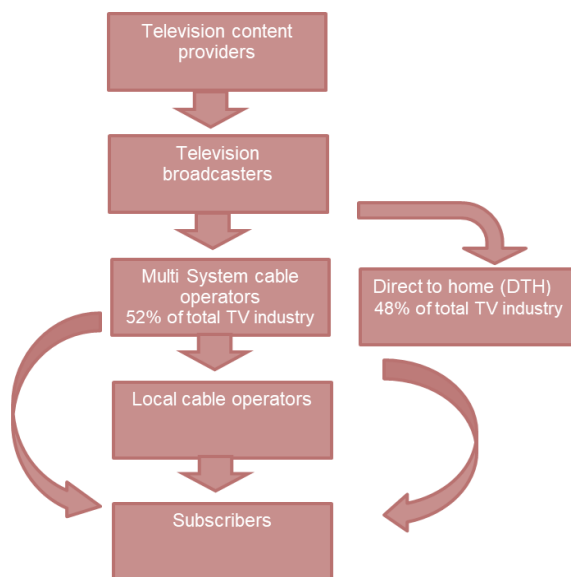 Television content
providers
Television
broadcasters
Multi System cable
operators
52% of total TV industry
Direct to home (DTH)
48% of total TV industry
Local cable operators
Subscribers